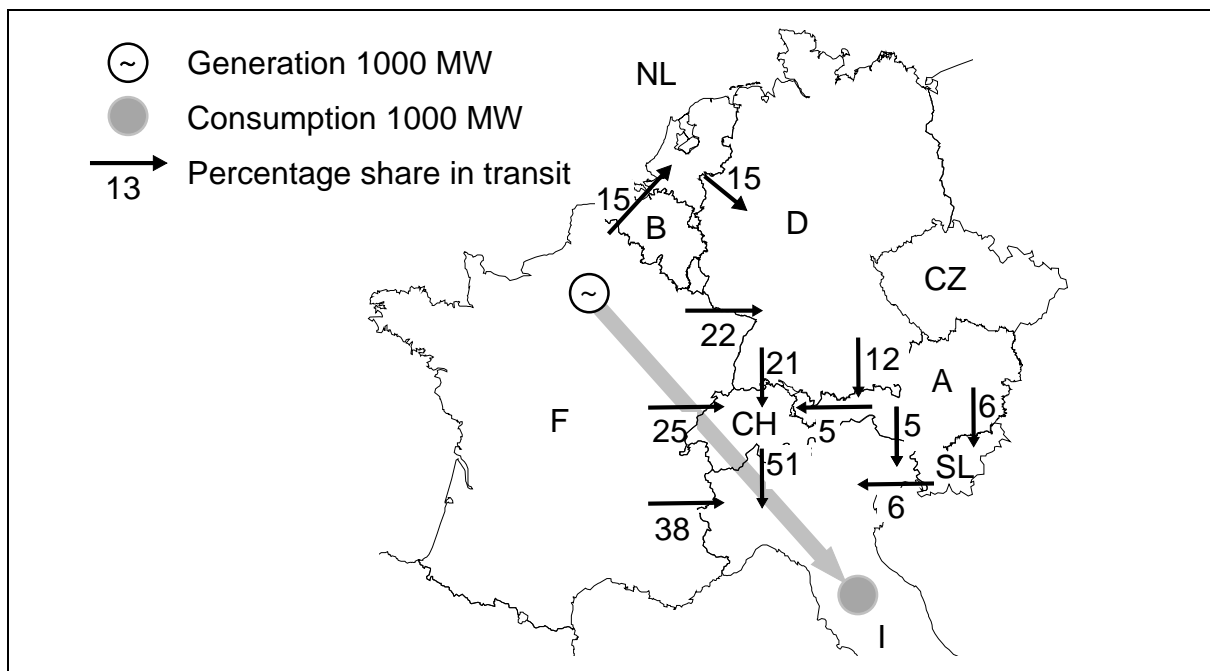 ~ Generation 1000 MW
Consumption 1000 MW
13 Percentage share in transit
NL
15
15
B
D
CZ
~
22
21
12
A
6
F
25
CH
5
5
SL
51
6
38
I